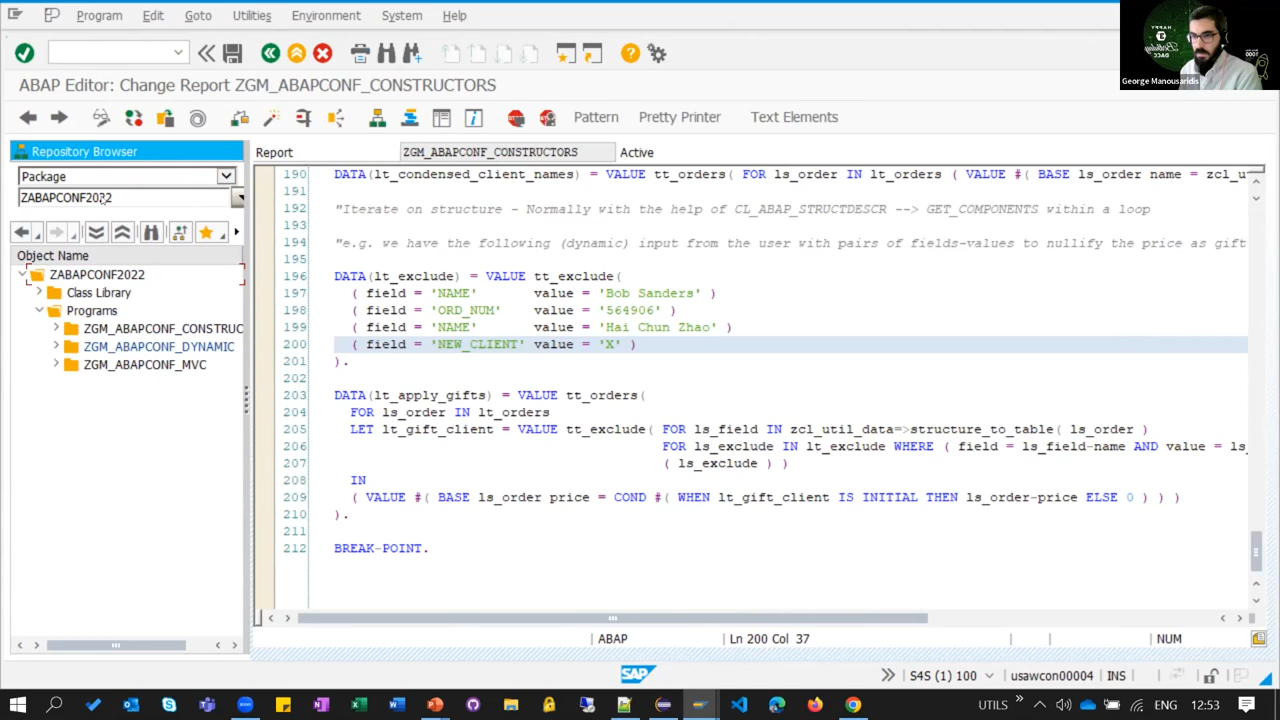 Program Edit Goto Utilities Environment System Help
ABAP Editor: Change Report ZGM_ABAPCONF_CONSTRUCTORS
Pattern Pretty Printer Text Elements
George Manousaridis
Repository Browser
Package
ZABAPCONF2022
Object Name
ZABAPCONF2022
Class Library
Programs
ZGM_ABAPCONF_CONSTRUC
ZGM_ABAPCONF_DYNAMIC
ZGM_ABAPCONF_MVC
Report ZGM_ABAPCONF_CONSTRUCTORS Active
190 DATA(lt_condensed_client_names) = VALUE tt_orders( FOR ls_order IN lt_orders ( VALUE #( BASE ls_order name = zcl_u
191
192 "Iterate on structure - Normally with the help of CL_ABAP_STRUCTDESCR --> GET_COMPONENTS within a loop
193
194 "e.g. we have the following (dynamic) input from the user with pairs of fields-values to nullify the price as gift
195
196 DATA(lt_exclude) = VALUE tt_exclude(
197 ( field = 'NAME' value = 'Bob Sanders' )
198 ( field = 'ORD_NUM' value = '564906' )
199 ( field = 'NAME' value = 'Hai Chun Zhao' )
200 ( field = 'NEW_CLIENT' value = 'X' )
201 ).
202
203 DATA(lt_apply_gifts) = VALUE tt_orders(
204 FOR ls_order IN lt_orders
205 LET lt_gift_client = VALUE tt_exclude( FOR ls_field IN zcl_util_data=>structure_to_table( ls_order )
206 FOR ls_exclude IN lt_exclude WHERE ( field = ls_field-name AND value = ls_
207 ( ls_exclude ) )
208 IN
209 ( VALUE #( BASE ls_order price = COND #( WHEN lt_gift_client IS INITIAL THEN ls_order-price ELSE 0 ) ) )
210 ).
211
212 BREAK-POINT.
ABAP Ln 200 Col 37 NUM
SAP S4S (1) 100 usawcon00004 INS
UTILS ENG 12:53